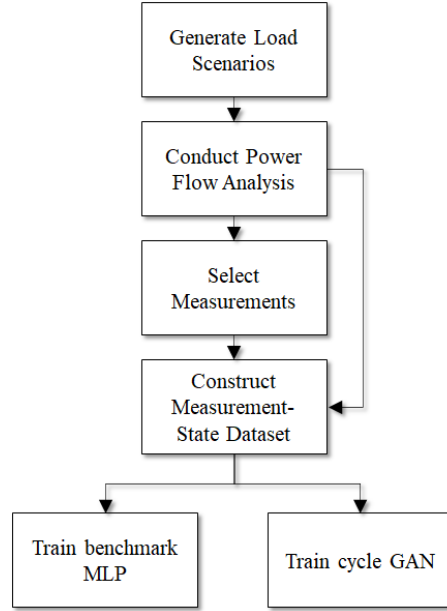 Generate Load
Scenarios
Conduct Power
Flow Analysis
Select
Measurements
Construct
Measurement-
State Dataset
Train benchmark
MLP
Train cycle GAN